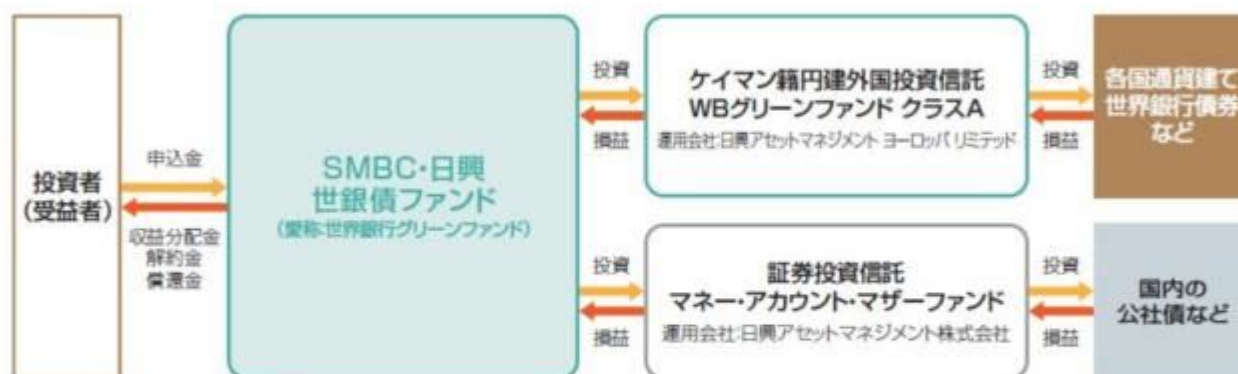 投資者
(受益者)
申込金
収益分配金
解約金
償還金
SMBC・日興
世銀債ファンド
(愛称:世界銀行グリーンファンド)
投資
損益
ケイマン籍円建外国投資信託
WBグリーンファンド クラスA
運用会社:日興アセットマネジメント ヨーロッパ リミテッド
投資
損益
各国通貨建て
世界銀行債券
など
投資
損益
証券投資信託
マネー・アカウント・マザーファンド
運用会社:日興アセットマネジメント株式会社
投資
損益
国内の
公社債など